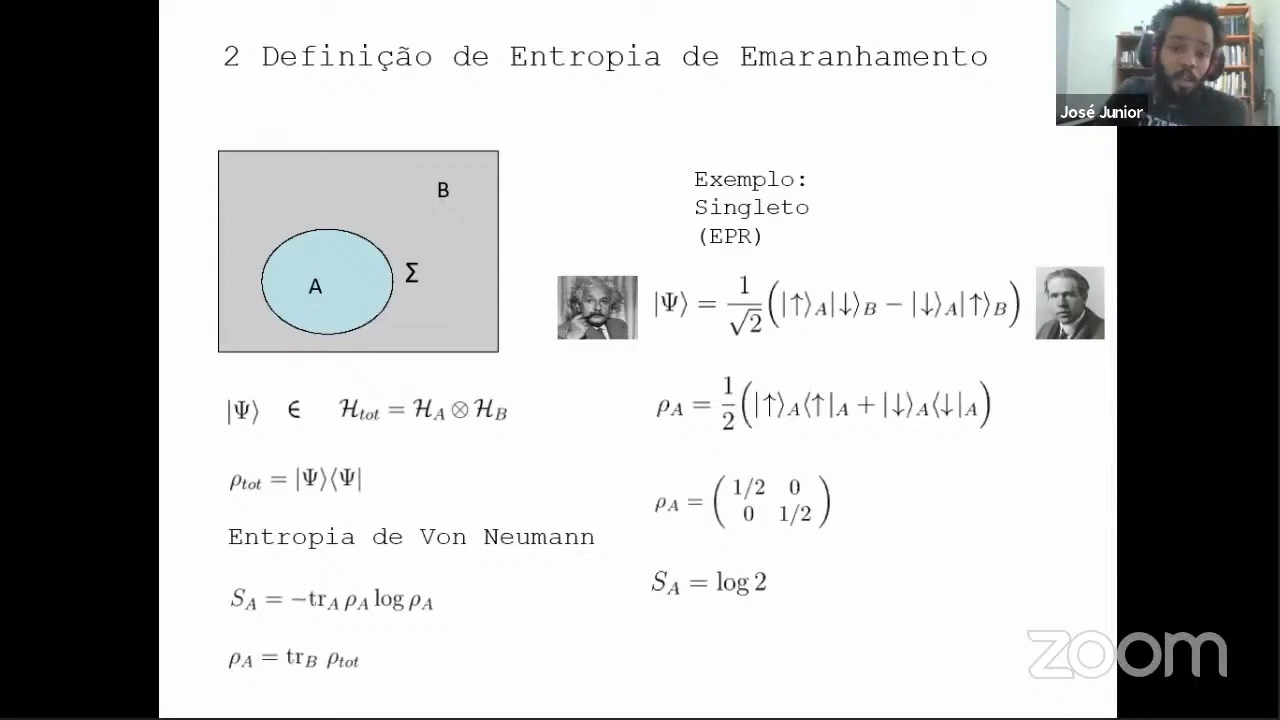 2 Definição de Entropia de Emaranhamento
José Junior
B
A
Σ
|Ψ⟩ ∈ ℋ_tot = ℋ_A ⊗ ℋ_B
ρ_tot = |Ψ⟩⟨Ψ|
Entropia de Von Neumann
S_A = −tr_A ρ_A log ρ_A
ρ_A = tr_B ρ_tot
Exemplo:
Singleto
(EPR)
|Ψ⟩ = 1/√2 (|↑⟩_A|↓⟩_B − |↓⟩_A|↑⟩_B)
ρ_A = 1/2 (|↑⟩_A⟨↑|_A + |↓⟩_A⟨↓|_A)
ρ_A = ( 1/2 0
0 1/2 )
S_A = log 2
zoom